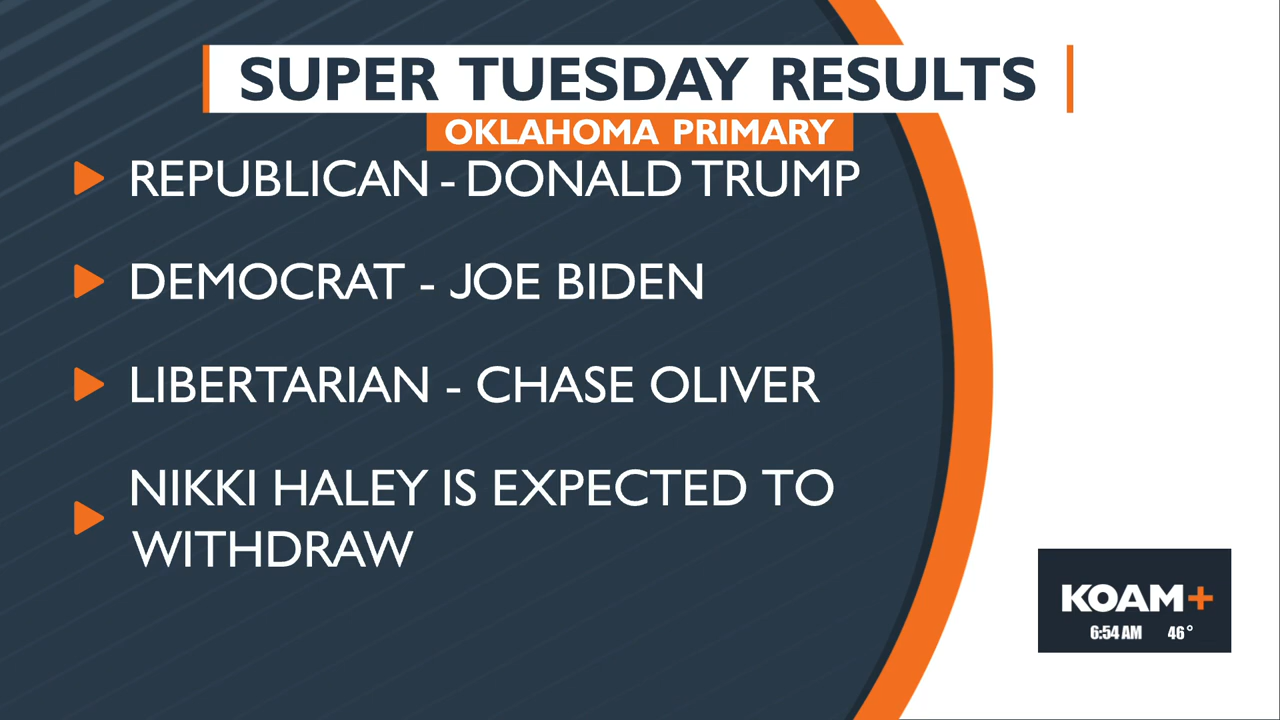 SUPER TUESDAY RESULTS
OKLAHOMA PRIMARY
REPUBLICAN - DONALD TRUMP
DEMOCRAT - JOE BIDEN
LIBERTARIAN - CHASE OLIVER
NIKKI HALEY IS EXPECTED TO
WITHDRAW
KOAM+
6:54 AM 46°